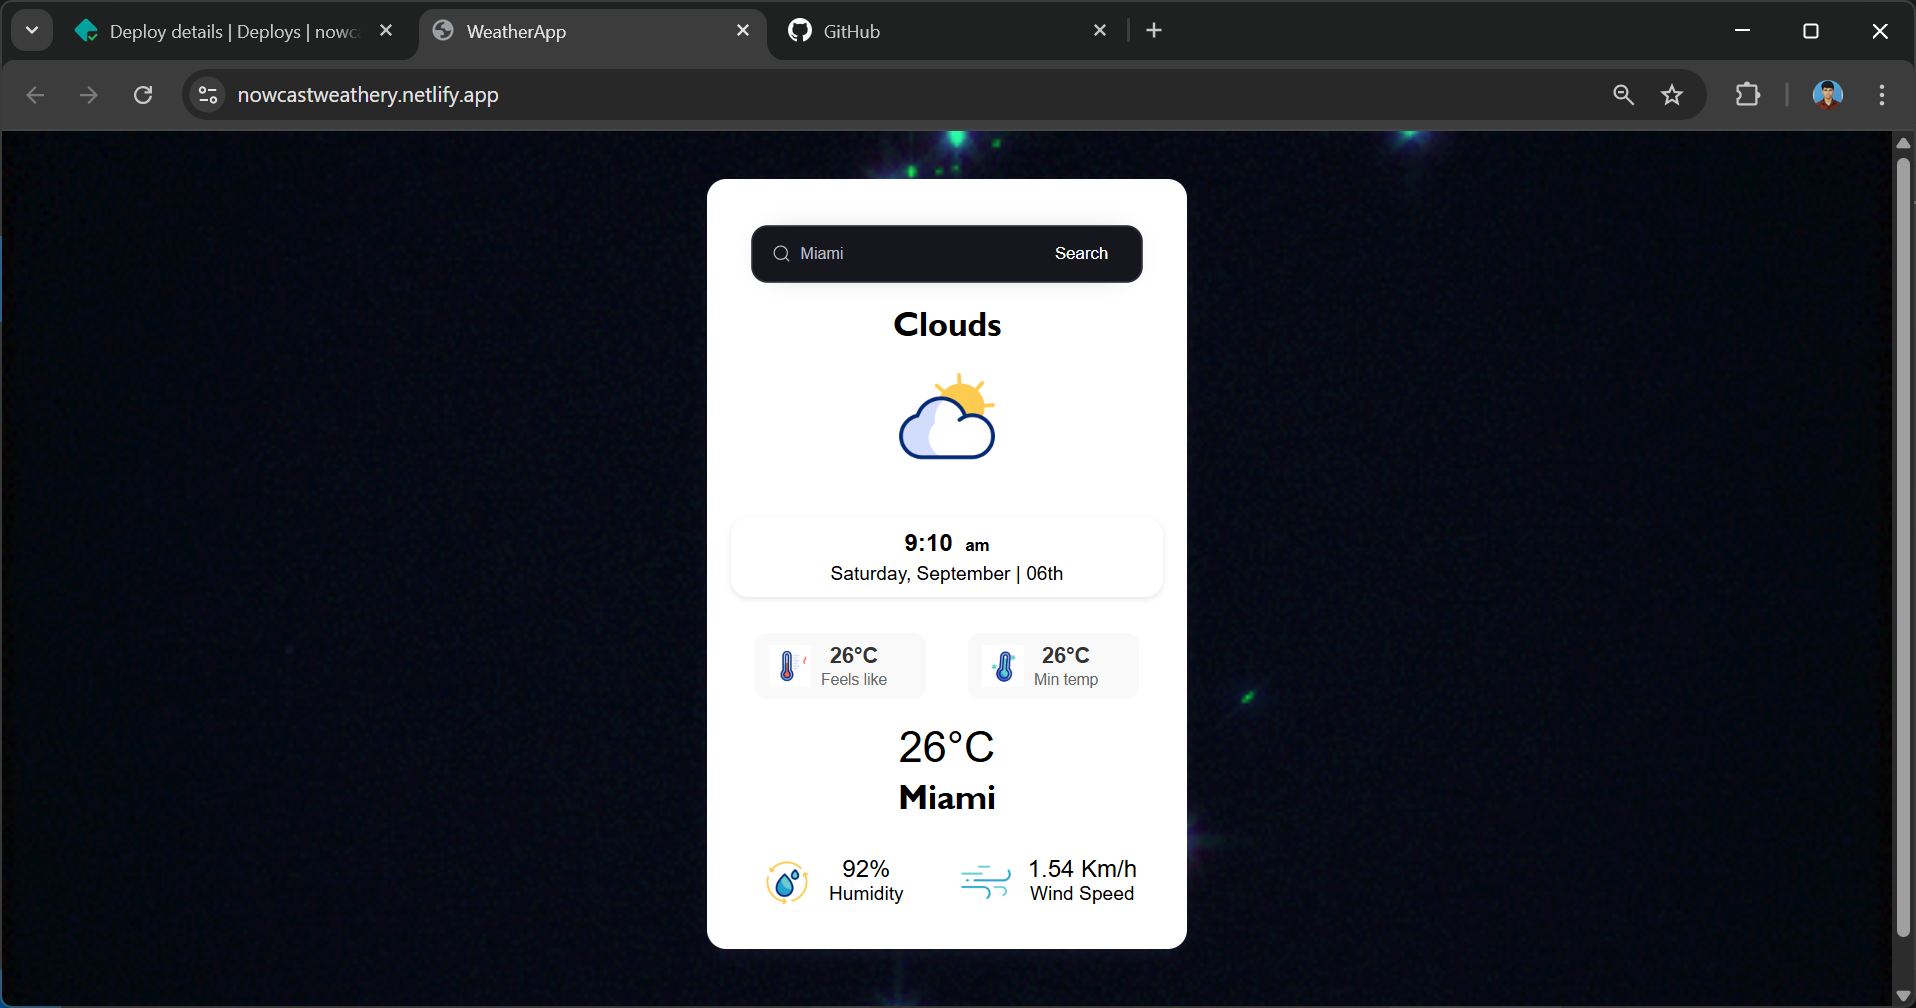 Deploy details | Deploys | nowc
WeatherApp
GitHub
nowcastweathery.netlify.app
Miami
Search
Clouds
9:10 am
Saturday, September | 06th
26°C
Feels like
26°C
Min temp
26°C
Miami
92%
Humidity
1.54 Km/h
Wind Speed